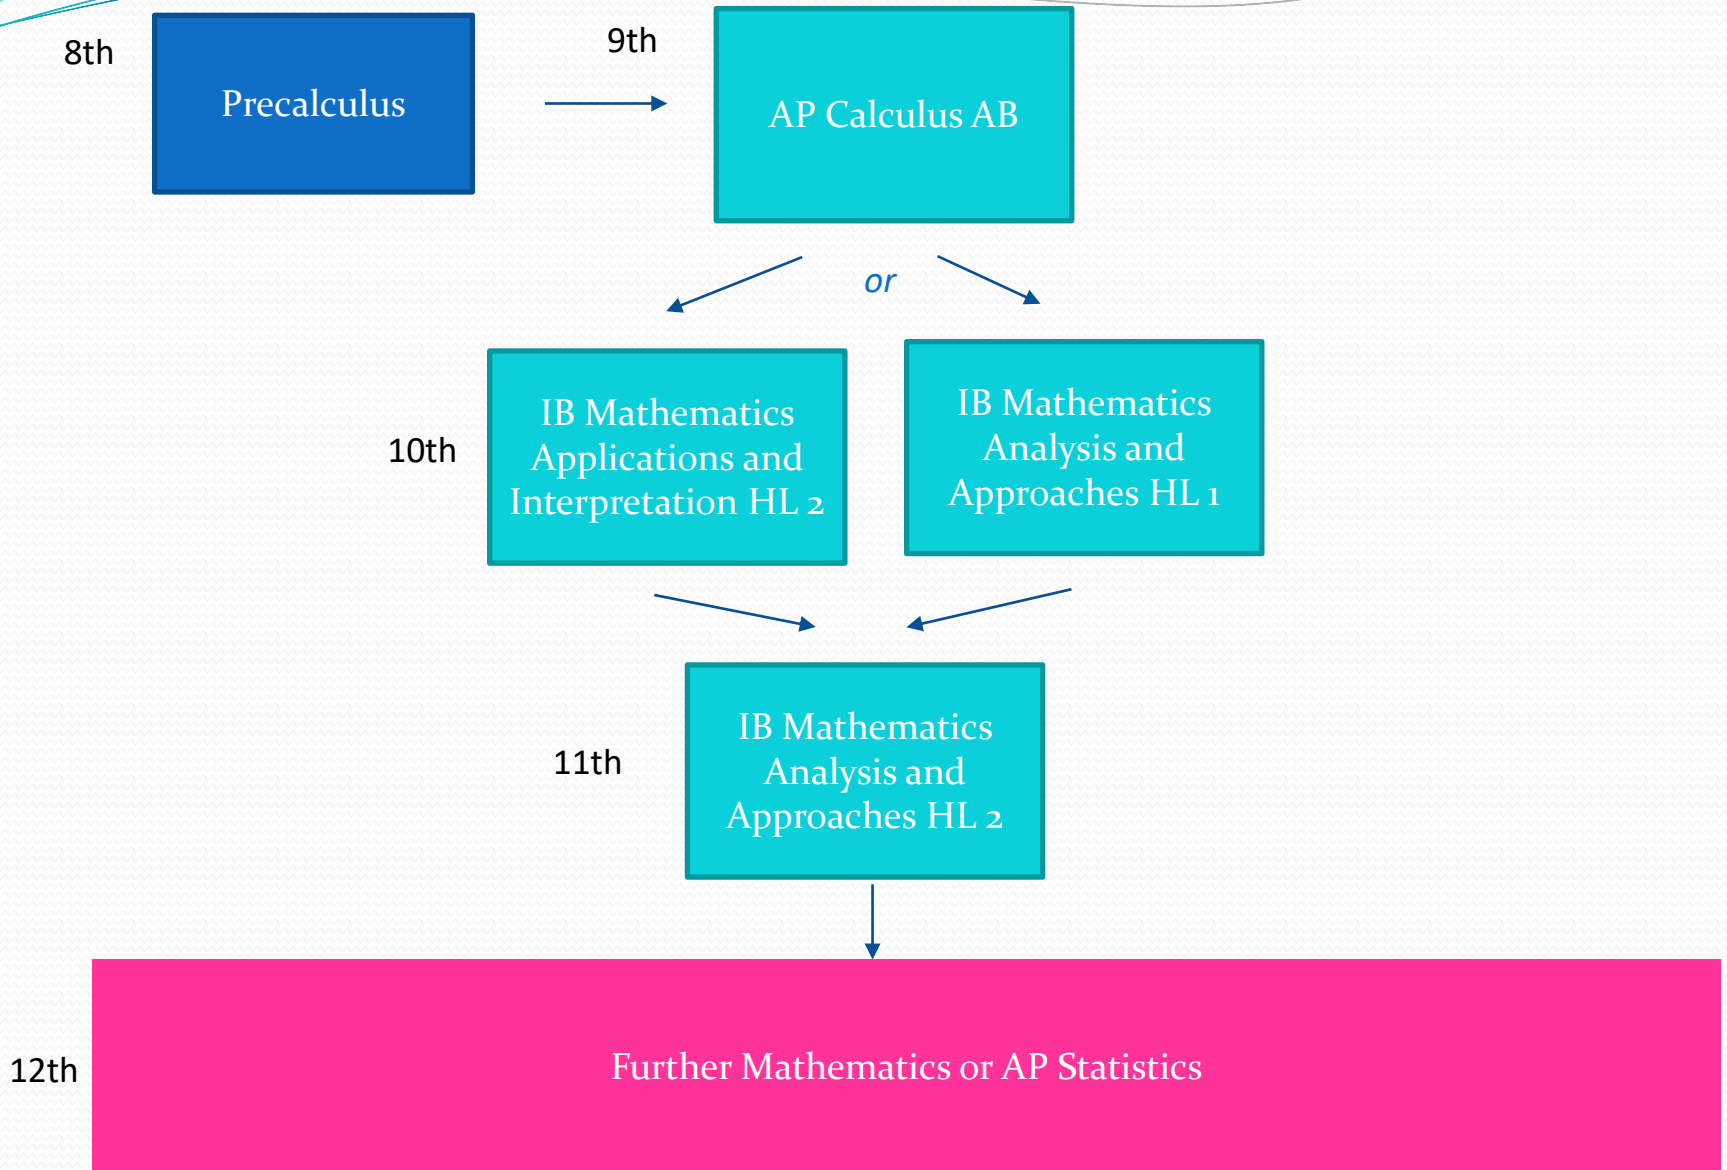 8th
Precalculus
9th
AP Calculus AB
or
10th
IB Mathematics
Applications and
Interpretation HL 2
IB Mathematics
Analysis and
Approaches HL 1
11th
IB Mathematics
Analysis and
Approaches HL 2
12th
Further Mathematics or AP Statistics